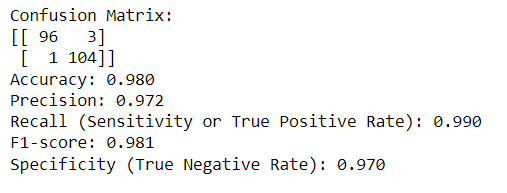 Confusion Matrix:
[[ 96   3]
 [  1 104]]
Accuracy: 0.980
Precision: 0.972
Recall (Sensitivity or True Positive Rate): 0.990
F1-score: 0.981
Specificity (True Negative Rate): 0.970